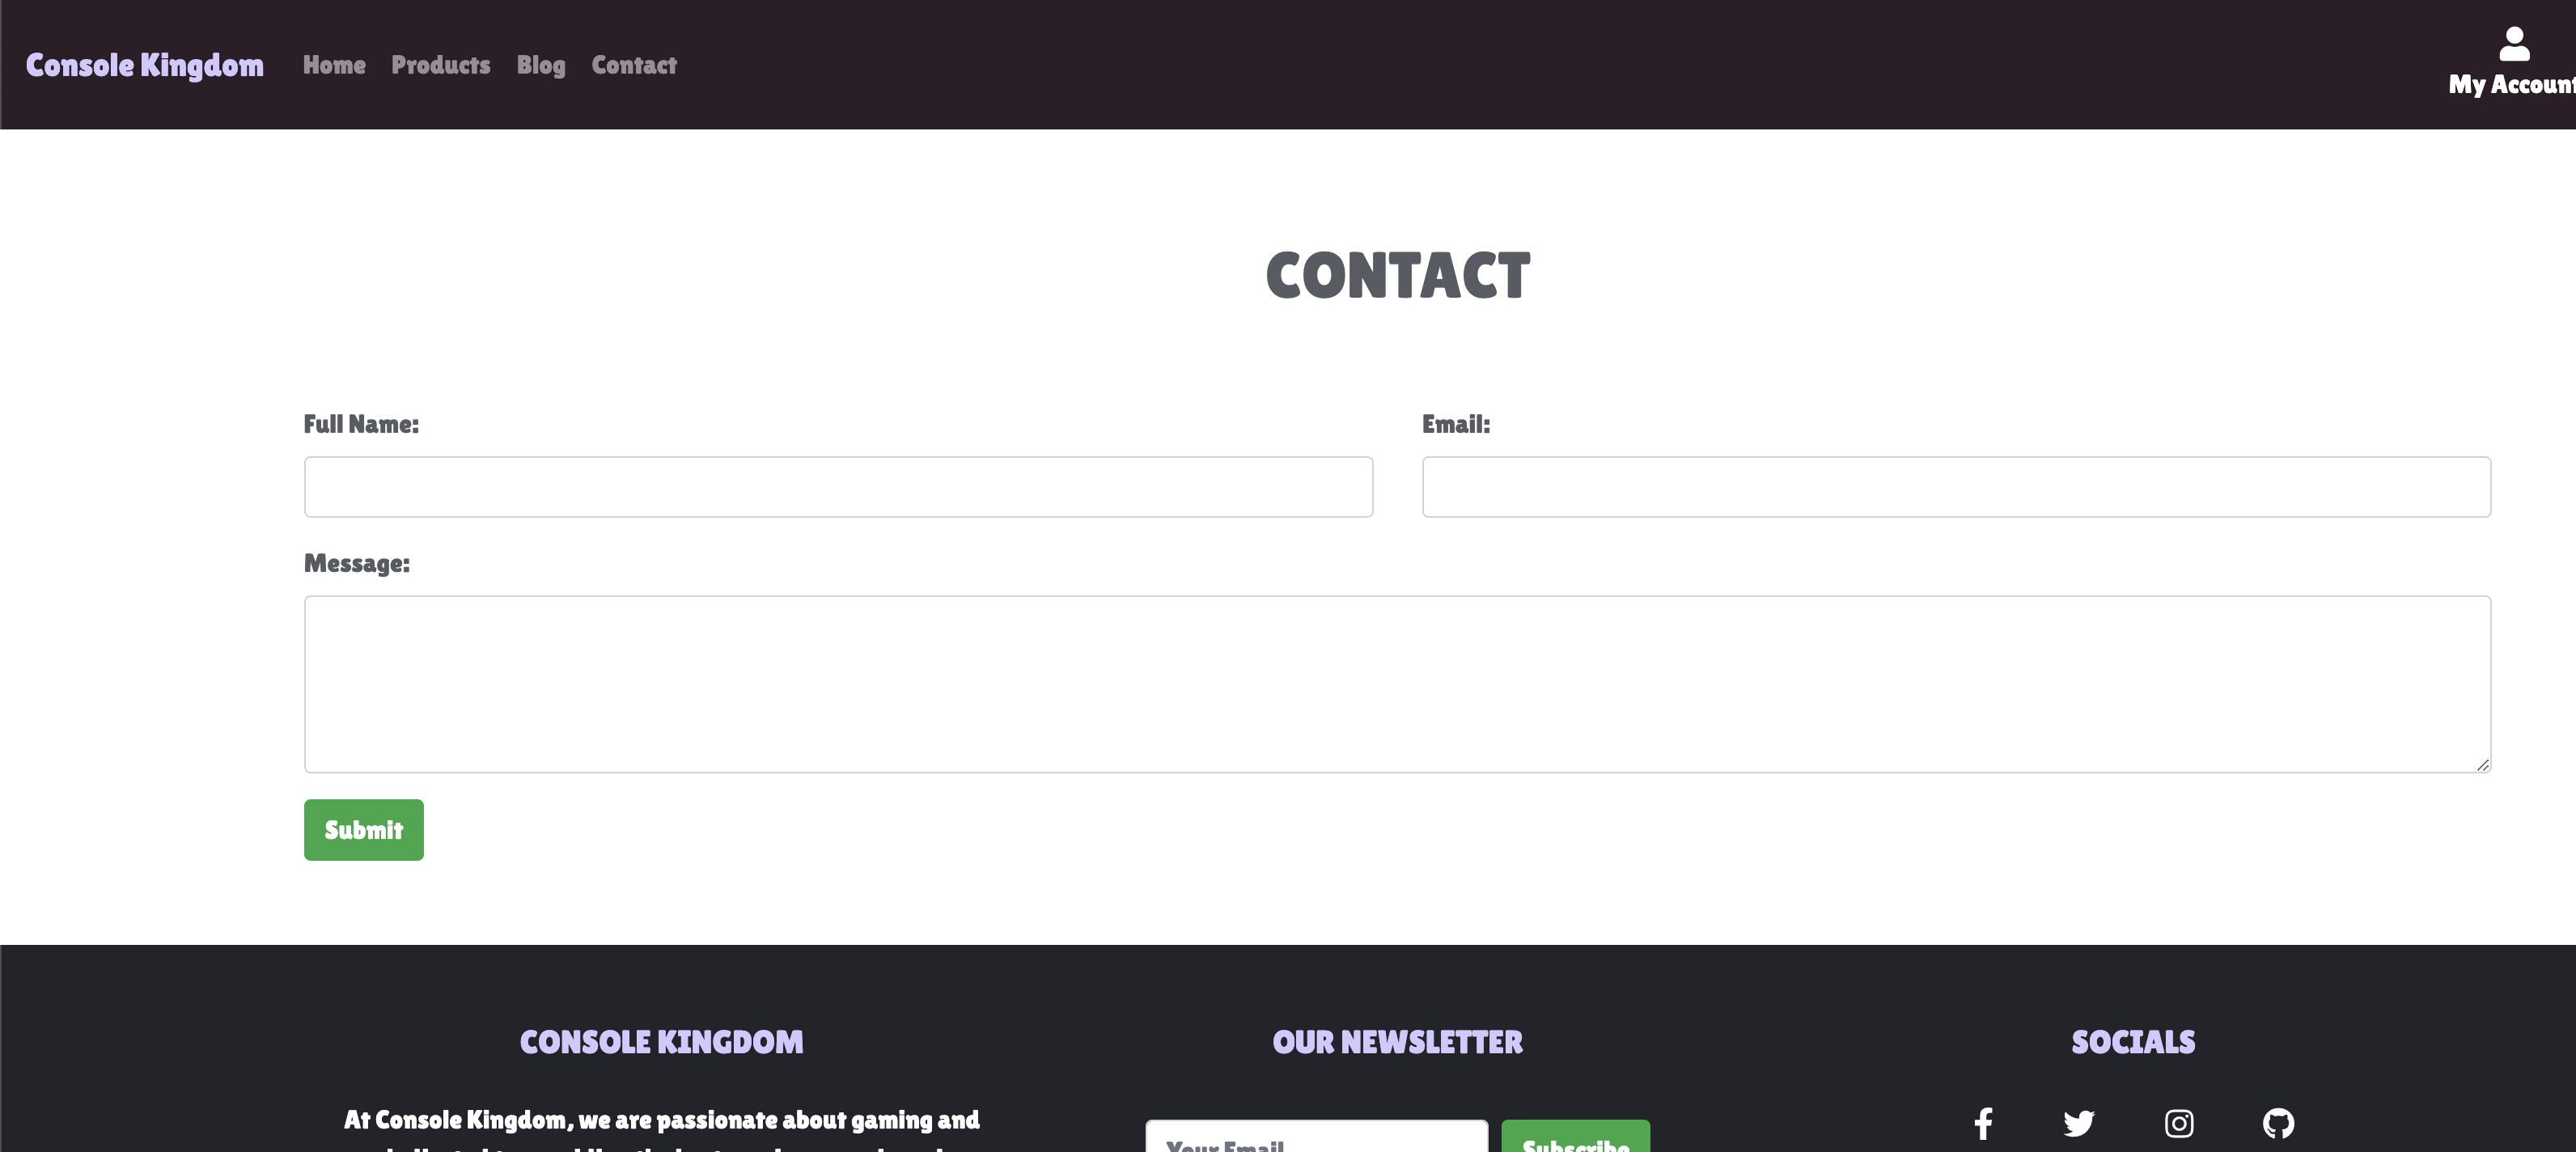 Console Kingdom Home Products Blog Contact
My Account
CONTACT
Full Name: Email:
Message:
Submit
CONSOLE KINGDOM OUR NEWSLETTER SOCIALS
At Console Kingdom, we are passionate about gaming and
Your Email Subscribe